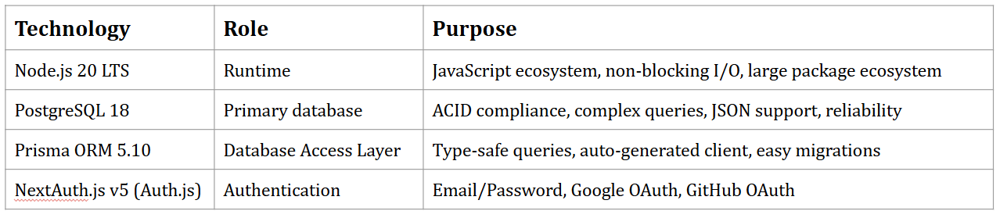 Technology Role Purpose
Node.js 20 LTS Runtime JavaScript ecosystem, non-blocking I/O, large package ecosystem
PostgreSQL 18 Primary database ACID compliance, complex queries, JSON support, reliability
Prisma ORM 5.10 Database Access Layer Type-safe queries, auto-generated client, easy migrations
NextAuth.js v5 (Auth.js) Authentication Email/Password, Google OAuth, GitHub OAuth